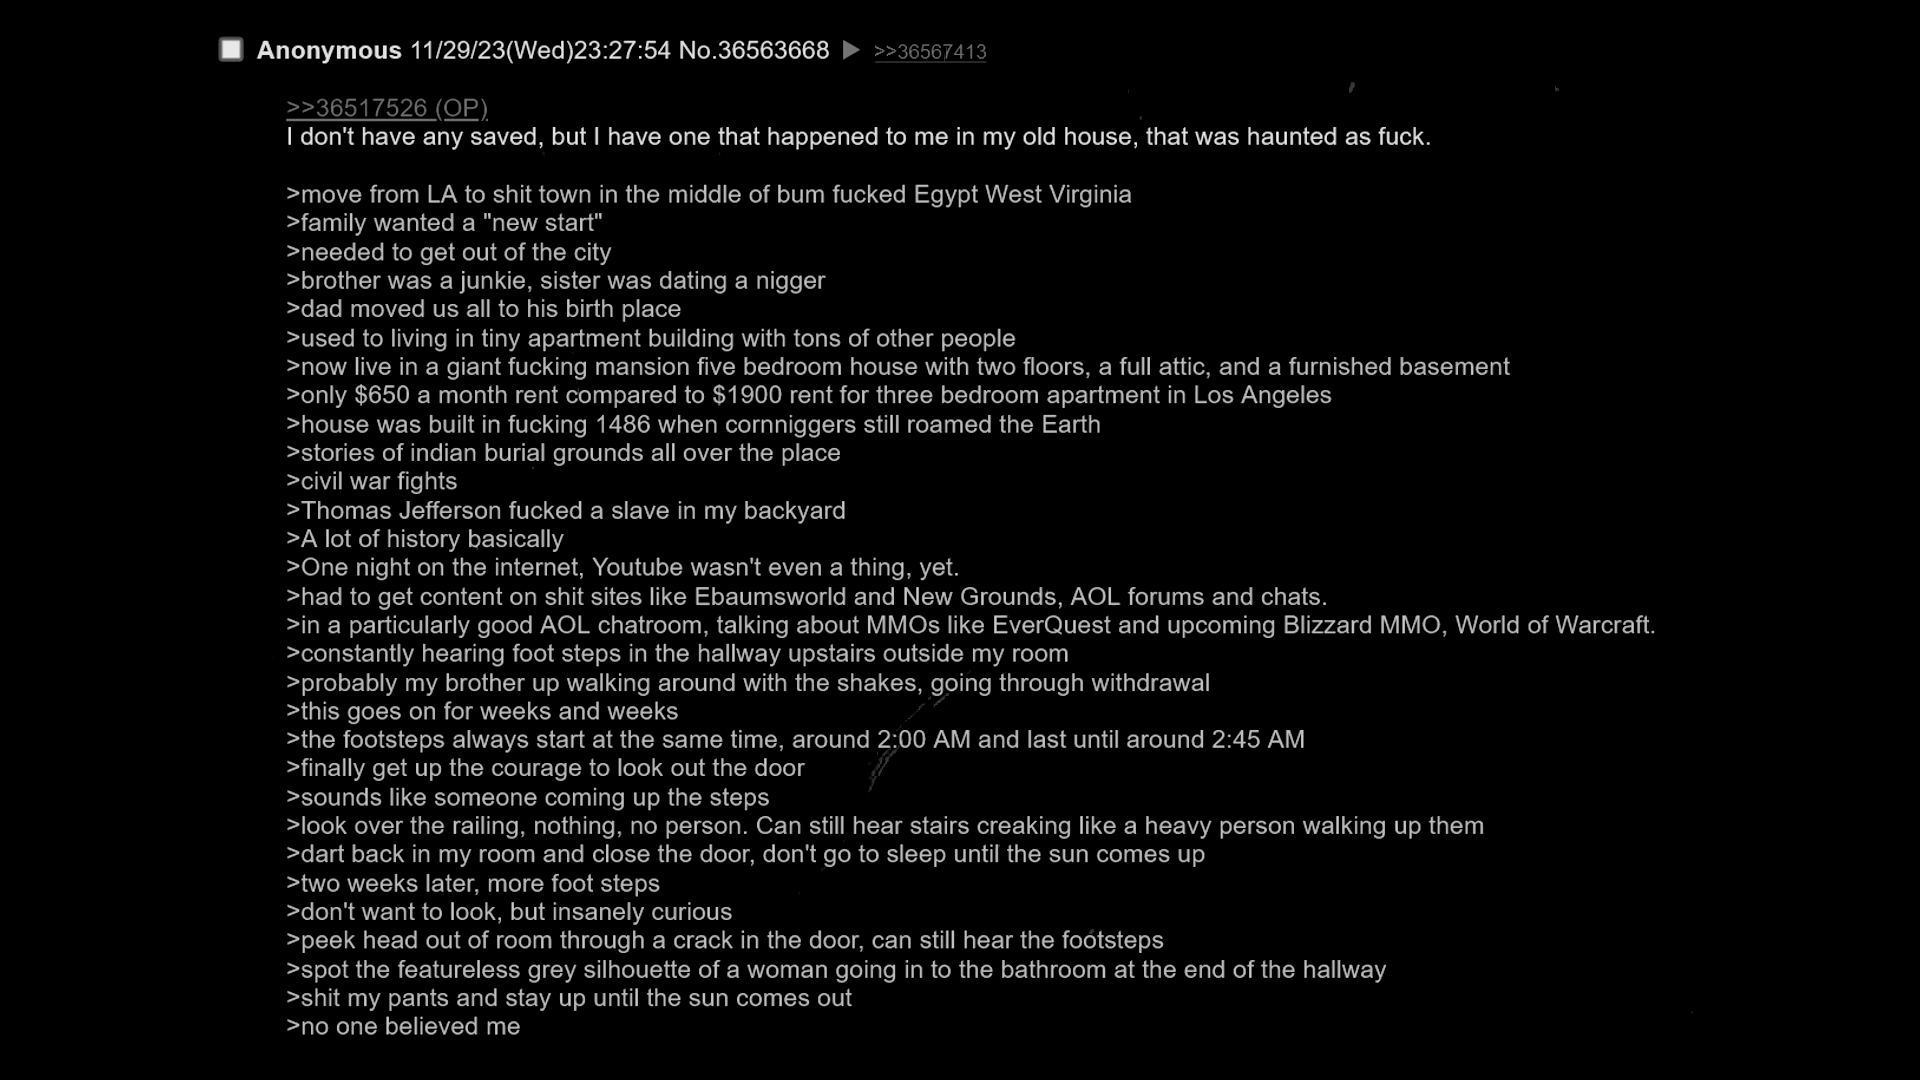 Anonymous 11/29/23(Wed)23:27:54 No.36563668 ▶ >>36567413
>>36517526 (OP)
I don't have any saved, but I have one that happened to me in my old house, that was haunted as fuck.
>move from LA to shit town in the middle of bum fucked Egypt West Virginia
>family wanted a "new start"
>needed to get out of the city
>brother was a junkie, sister was dating a nigger
>dad moved us all to his birth place
>used to living in tiny apartment building with tons of other people
>now live in a giant fucking mansion five bedroom house with two floors, a full attic, and a furnished basement
>only $650 a month rent compared to $1900 rent for three bedroom apartment in Los Angeles
>house was built in fucking 1486 when cornniggers still roamed the Earth
>stories of indian burial grounds all over the place
>civil war fights
>Thomas Jefferson fucked a slave in my backyard
>A lot of history basically
>One night on the internet, Youtube wasn't even a thing, yet.
>had to get content on shit sites like Ebaumsworld and New Grounds, AOL forums and chats.
>in a particularly good AOL chatroom, talking about MMOs like EverQuest and upcoming Blizzard MMO, World of Warcraft.
>constantly hearing foot steps in the hallway upstairs outside my room
>probably my brother up walking around with the shakes, going through withdrawal
>this goes on for weeks and weeks
>the footsteps always start at the same time, around 2:00 AM and last until around 2:45 AM
>finally get up the courage to look out the door
>sounds like someone coming up the steps
>look over the railing, nothing, no person. Can still hear stairs creaking like a heavy person walking up them
>dart back in my room and close the door, don't go to sleep until the sun comes up
>two weeks later, more foot steps
>don't want to look, but insanely curious
>peek head out of room through a crack in the door, can still hear the footsteps
>spot the featureless grey silhouette of a woman going in to the bathroom at the end of the hallway
>shit my pants and stay up until the sun comes out
>no one believed me